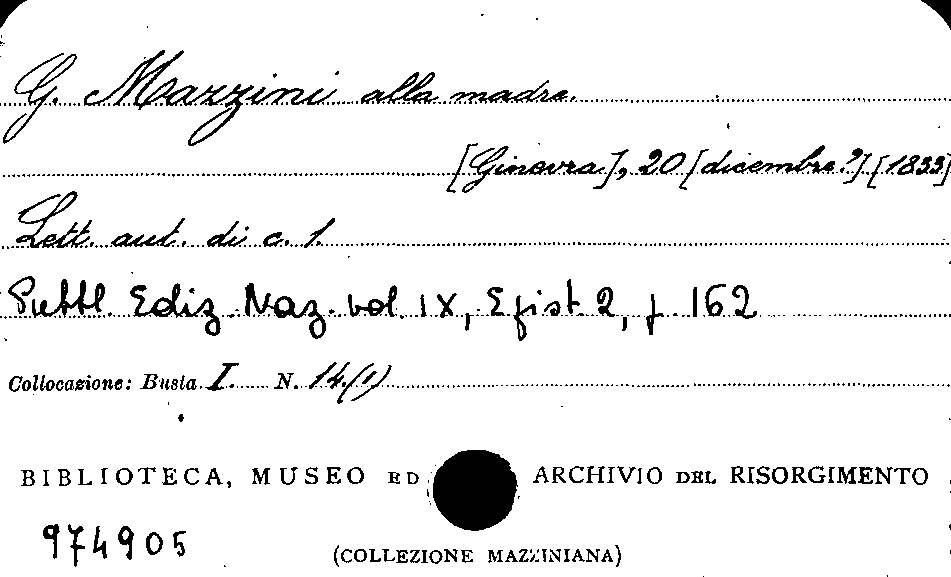 G. Mazzini alla madre.
[Ginevra], 20 [dicembre?] [1833]
Lett. aut. di c. 1.
Pubbl. Ediz. Naz. vol. IX, Epist. 2, p. 162
Collocazione: Busta I. N. 14.(1)
BIBLIOTECA, MUSEO ED ARCHIVIO DEL RISORGIMENTO
974905
(COLLEZIONE MAZZINIANA)